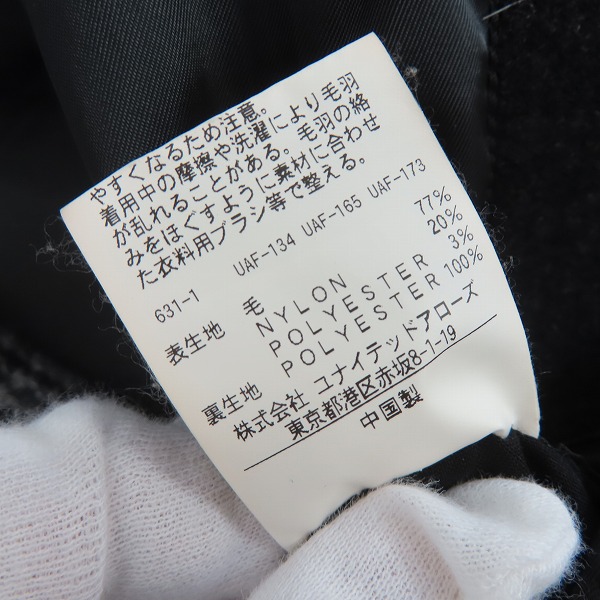 やすくなるため注意。
着用中の摩擦や洗濯により毛羽
が乱れることがある。毛羽の絡
みをほぐすように素材に合わせ
た衣料用ブラシ等で整える。
631-1 UAF-134 UAF-165 UAF-173
表生地 毛 77%
NYLON 20%
POLYESTER 3%
裏生地 POLYESTER 100%
株式会社 ユナイテッドアローズ
東京都港区赤坂8-1-19
中国製